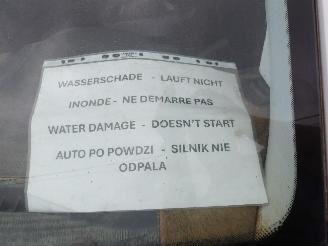 WASSERSCHADE - LAUFT NICHT
INONDE - NE DEMARRE PAS
WATER DAMAGE - DOESN'T START
AUTO PO POWDZI - SILNIK NIE
ODPALA